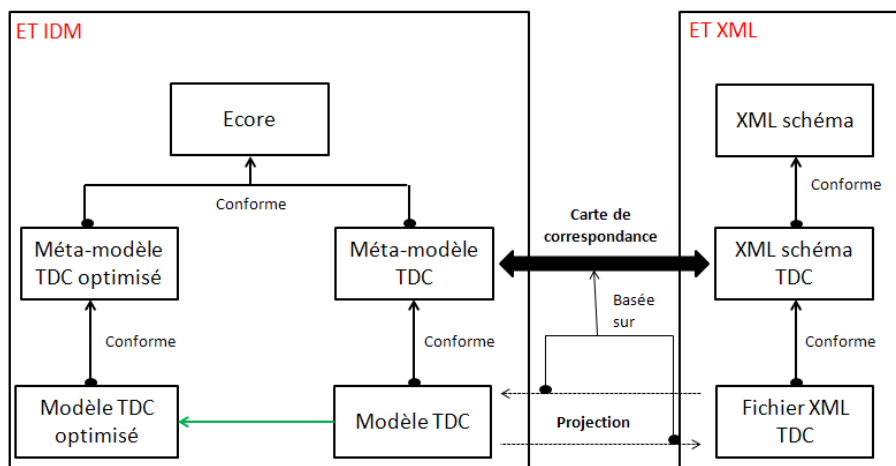 ET IDM
ET XML
Ecore
XML schéma
Conforme
Conforme
Carte de
correspondance
Méta-modèle
TDC optimisé
Méta-modèle
TDC
XML schéma
TDC
Basée
sur
Conforme
Conforme
Conforme
Modèle TDC
optimisé
Modèle TDC
Projection
Fichier XML
TDC